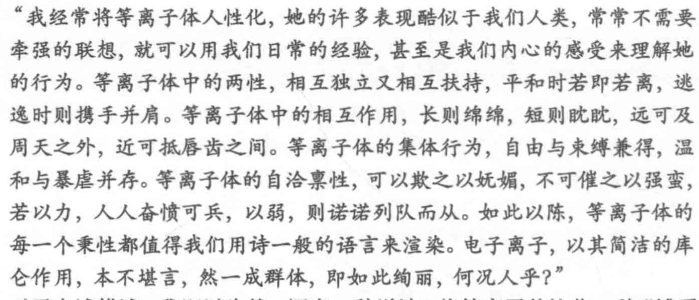 “我经常将等离子体人性化，她的许多表现酷似于我们人类，常常不需要
牵强的联想，就可以用我们日常的经验，甚至是我们内心的感受来理解她
的行为。等离子体中的两性，相互独立又相互扶持，平和时若即若离，逃
逸时则携手并肩。等离子体中的相互作用，长则绵绵，短则眈眈，远可及
周天之外，近可抵唇齿之间。等离子体的集体行为，自由与束缚兼得，温
和与暴虐并存。等离子体的自洽禀性，可以欺之以妩媚，不可催之以强蛮，
若以力，人人奋愤可兵，以弱，则诺诺列队而从。如此以陈，等离子体的
每一个秉性都值得我们用诗一般的语言来渲染。电子离子，以其简洁的库
仑作用，本不堪言，然一成群体，即如此绚丽，何况人乎？”